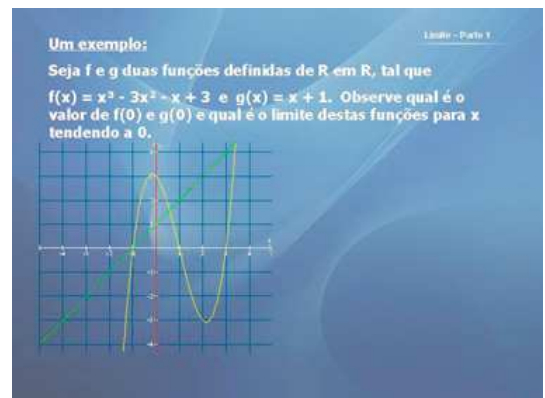 Limite - Parte 1
Um exemplo:
Seja f e g duas funções definidas de R em R, tal que
f(x) = x³ - 3x² - x + 3 e g(x) = x + 1. Observe qual é o
valor de f(0) e g(0) e qual é o limite destas funções para x
tendendo a 0.